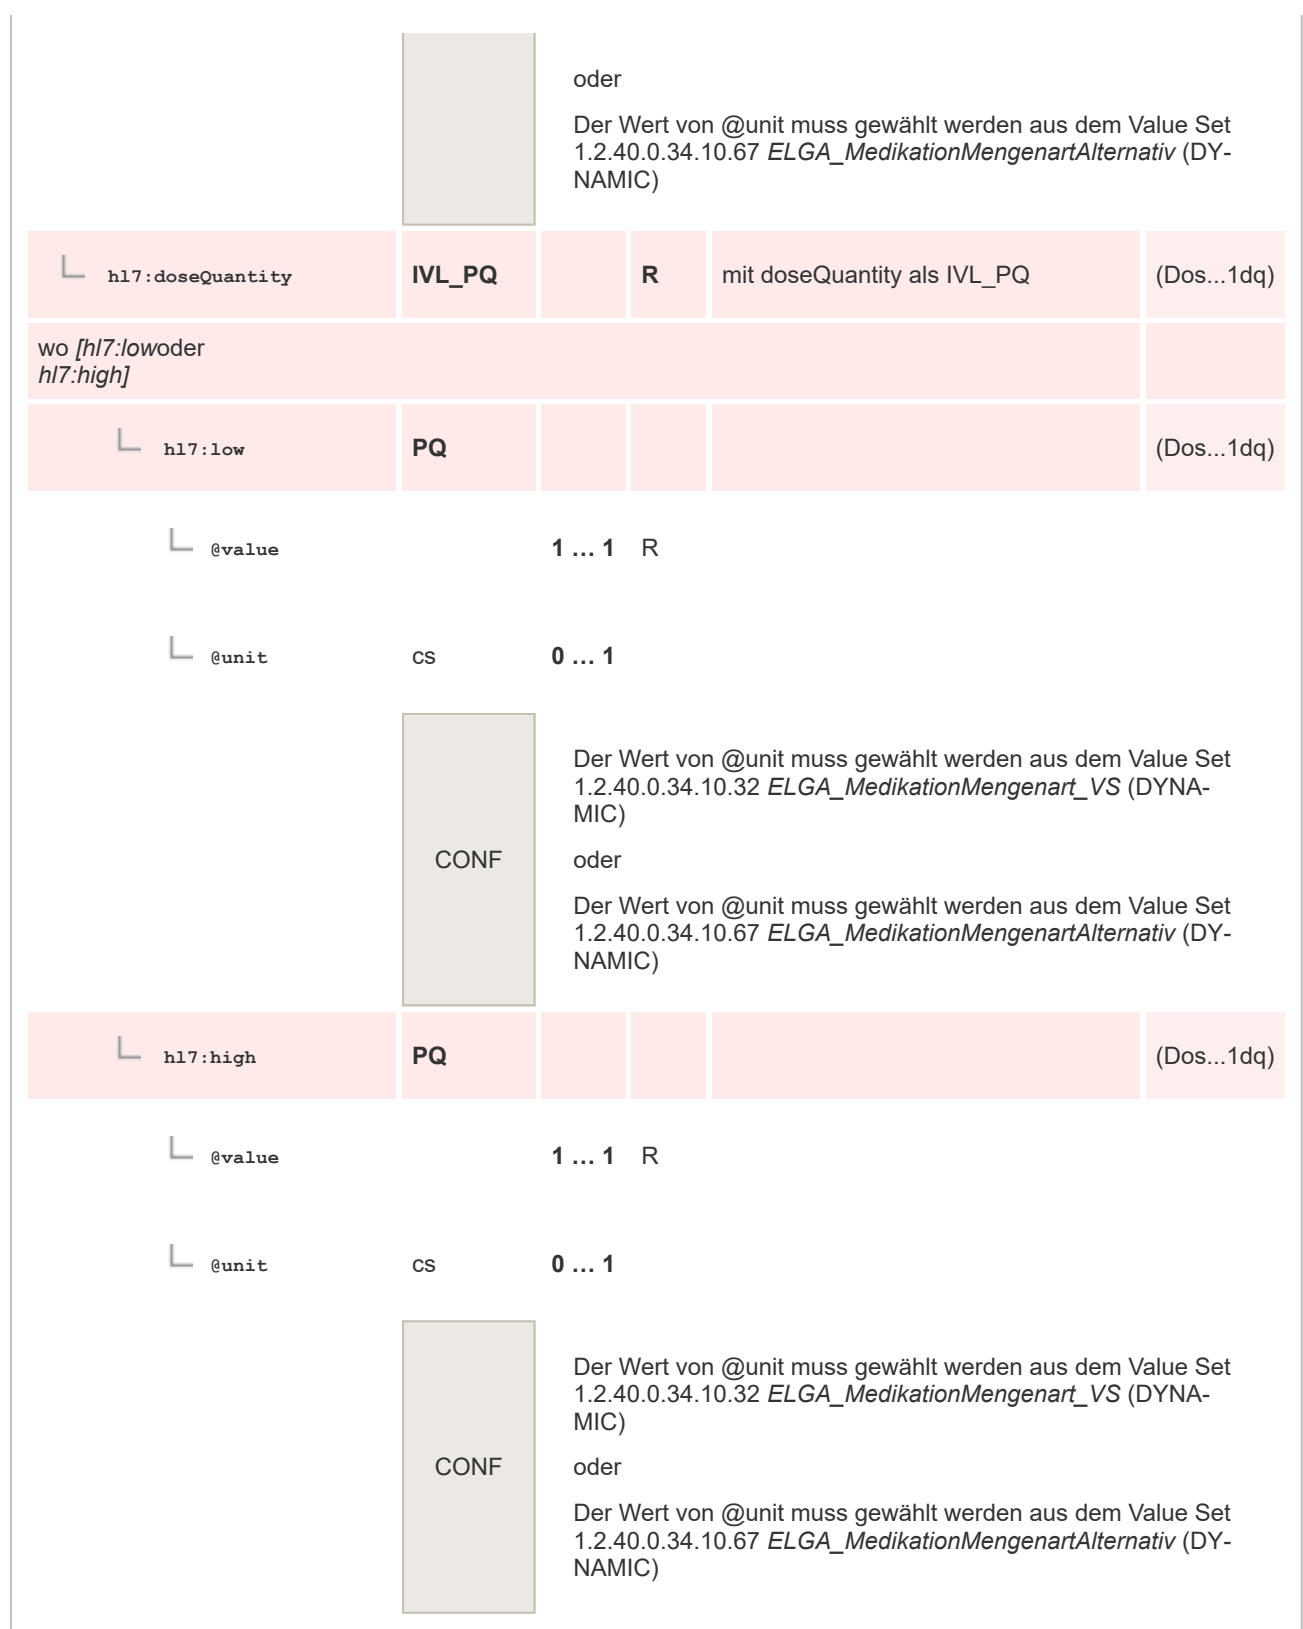 oder
Der Wert von @unit muss gewählt werden aus dem Value Set
1.2.40.0.34.10.67 ELGA_MedikationMengenartAlternativ (DY-
NAMIC)
hl7:doseQuantity IVL_PQ R mit doseQuantity als IVL_PQ (Dos...1dq)
wo [hl7:lowoder
hl7:high]
hl7:low PQ (Dos...1dq)
@value 1 … 1 R
@unit cs 0 … 1
Der Wert von @unit muss gewählt werden aus dem Value Set
1.2.40.0.34.10.32 ELGA_MedikationMengenart_VS (DYNA-
MIC)
CONF oder
Der Wert von @unit muss gewählt werden aus dem Value Set
1.2.40.0.34.10.67 ELGA_MedikationMengenartAlternativ (DY-
NAMIC)
hl7:high PQ (Dos...1dq)
@value 1 … 1 R
@unit cs 0 … 1
Der Wert von @unit muss gewählt werden aus dem Value Set
1.2.40.0.34.10.32 ELGA_MedikationMengenart_VS (DYNA-
MIC)
CONF oder
Der Wert von @unit muss gewählt werden aus dem Value Set
1.2.40.0.34.10.67 ELGA_MedikationMengenartAlternativ (DY-
NAMIC)